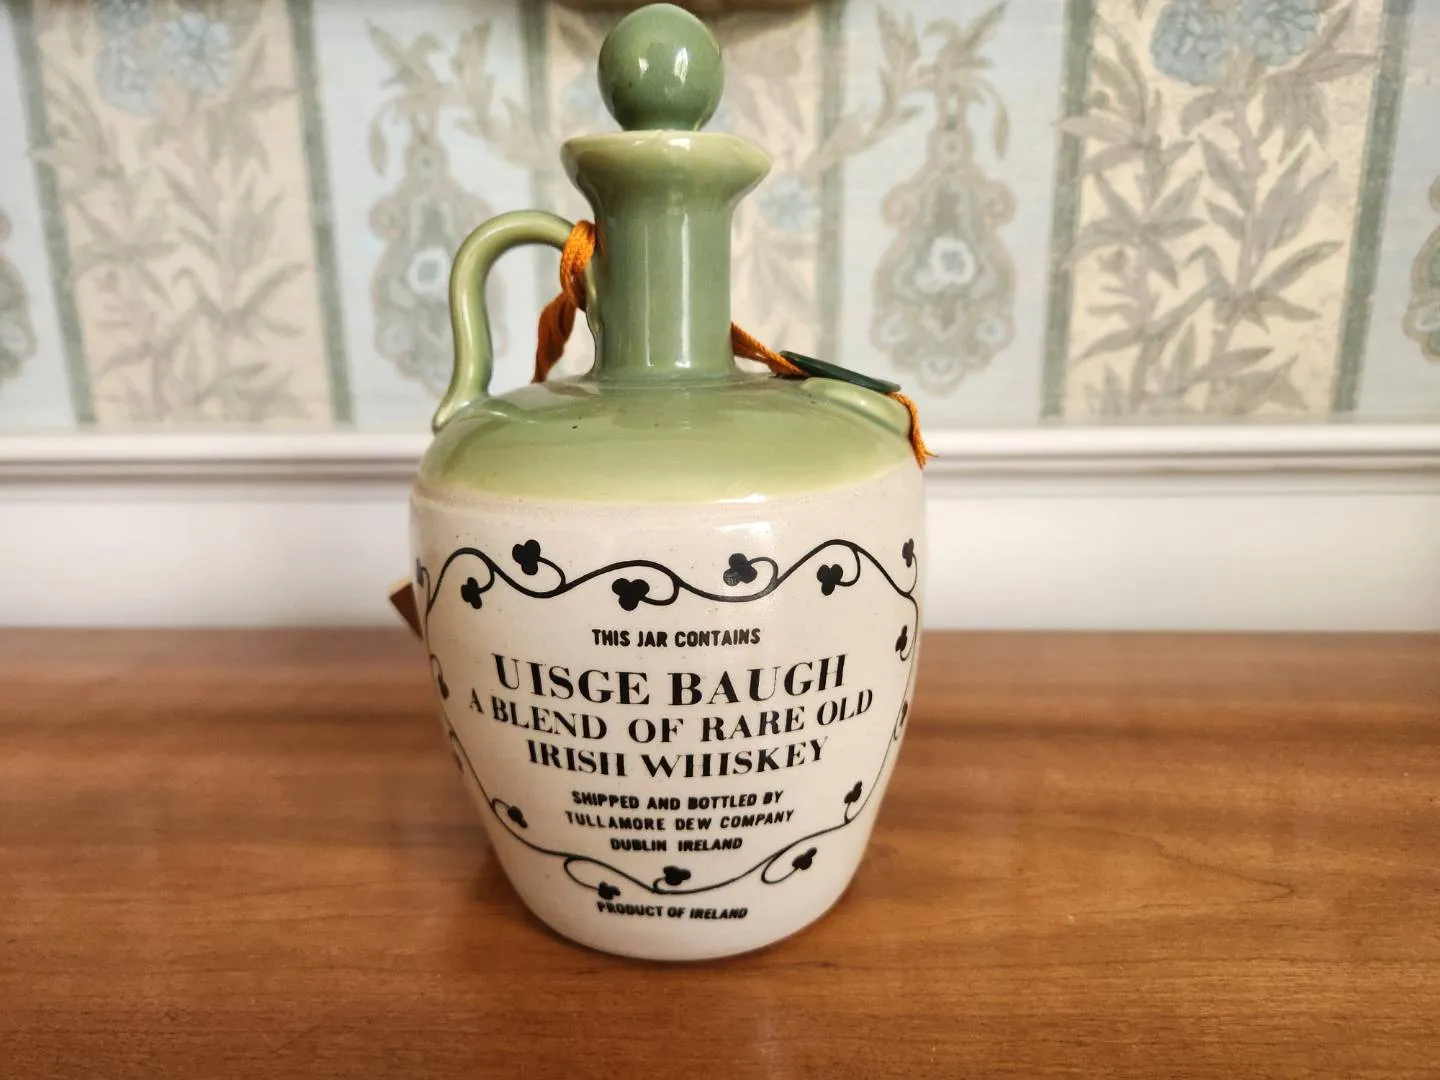 THIS JAR CONTAINS
UISGE BAUGH
A BLEND OF RARE OLD
IRISH WHISKEY
SHIPPED AND BOTTLED BY
TULLAMORE DEW COMPANY
DUBLIN IRELAND
PRODUCT OF IRELAND